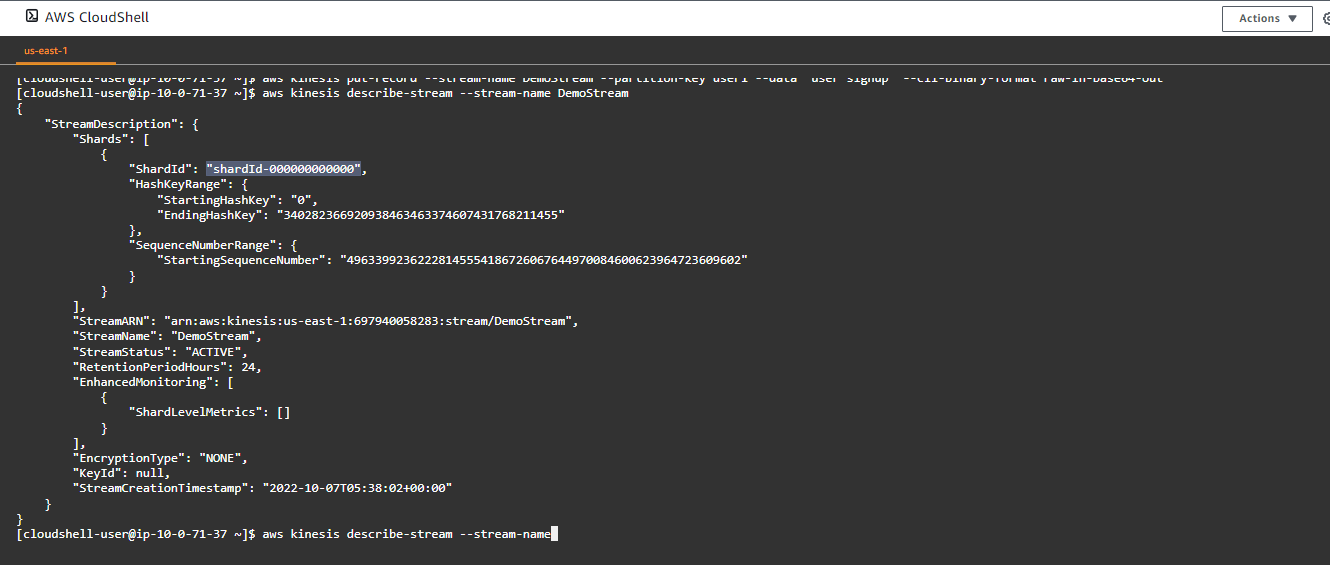 AWS CloudShell
Actions ▼
us-east-1
[cloudshell-user@ip-10-0-71-37 ~]$ aws kinesis put-record --stream-name DemoStream --partition-key user1 --data "user signup" --cli-binary-format raw-in-base64-out
[cloudshell-user@ip-10-0-71-37 ~]$ aws kinesis describe-stream --stream-name DemoStream
{
    "StreamDescription": {
        "Shards": [
            {
                "ShardId": "shardId-000000000000",
                "HashKeyRange": {
                    "StartingHashKey": "0",
                    "EndingHashKey": "340282366920938463463374607431768211455"
                },
                "SequenceNumberRange": {
                    "StartingSequenceNumber": "49633992362228145554186726067644970084600623964723609602"
                }
            }
        ],
        "StreamARN": "arn:aws:kinesis:us-east-1:697940058283:stream/DemoStream",
        "StreamName": "DemoStream",
        "StreamStatus": "ACTIVE",
        "RetentionPeriodHours": 24,
        "EnhancedMonitoring": [
            {
                "ShardLevelMetrics": []
            }
        ],
        "EncryptionType": "NONE",
        "KeyId": null,
        "StreamCreationTimestamp": "2022-10-07T05:38:02+00:00"
    }
}
[cloudshell-user@ip-10-0-71-37 ~]$ aws kinesis describe-stream --stream-name